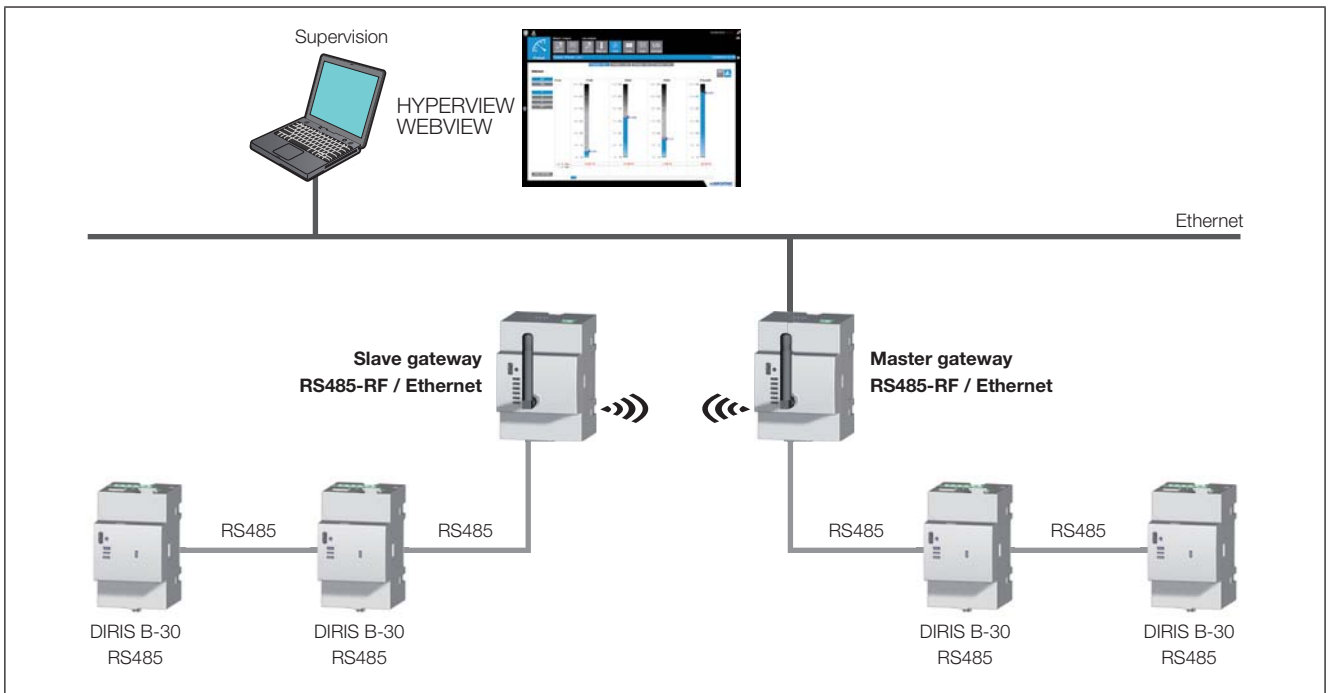 Supervision
HYPERVIEW
WEBVIEW
Ethernet
Slave gateway
RS485-RF / Ethernet
Master gateway
RS485-RF / Ethernet
RS485
RS485
RS485
RS485
DIRIS B-30
RS485
DIRIS B-30
RS485
DIRIS B-30
RS485
DIRIS B-30
RS485